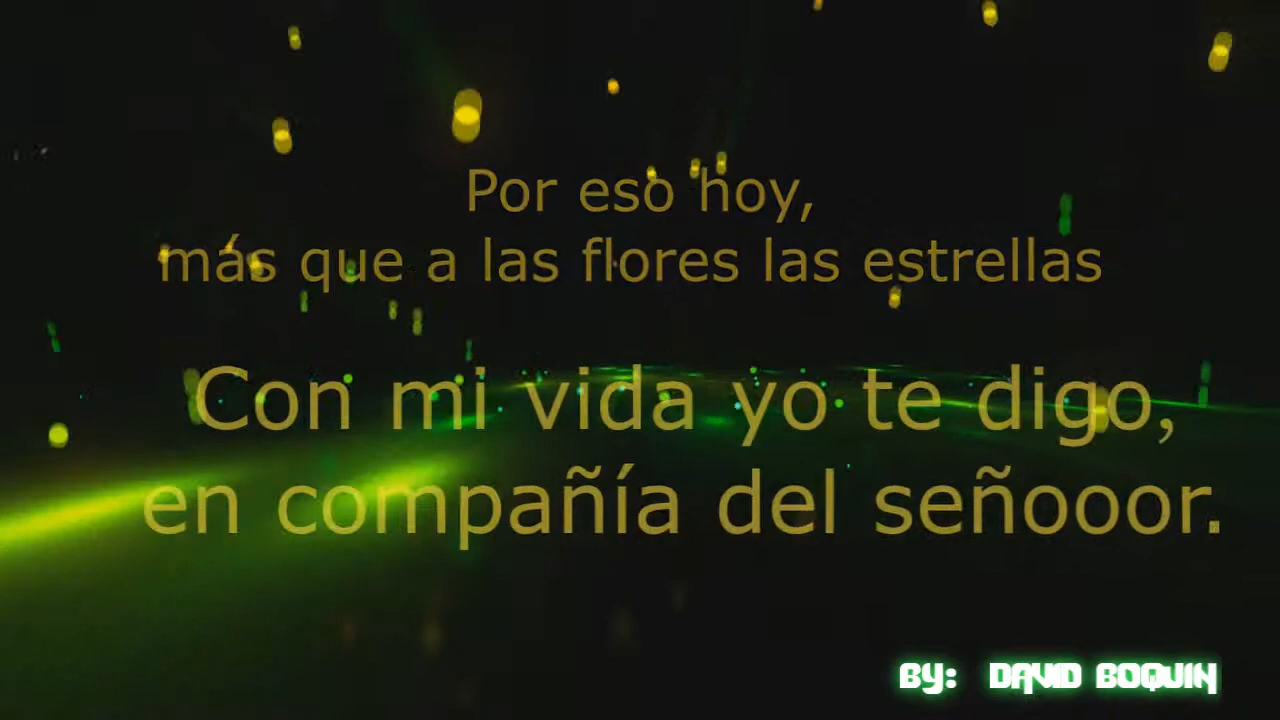 Por eso hoy,
más que a las flores las estrellas
Con mi vida yo te digo,
en compañía del señooor.
BY: DAVID BOQUIN